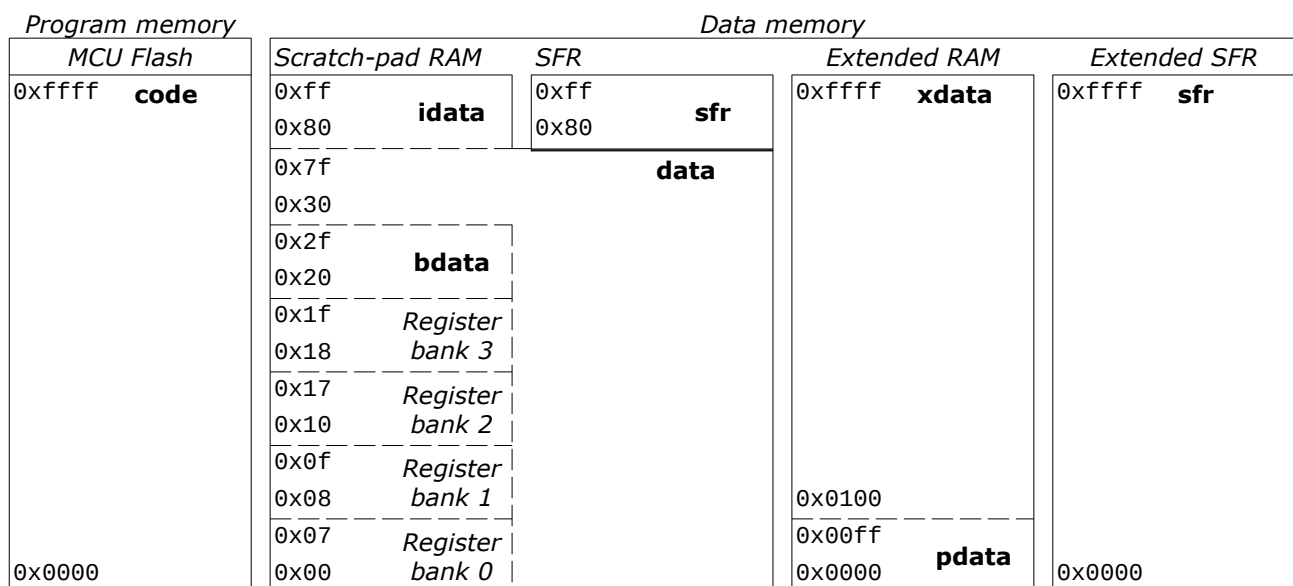 Program memory
Data memory
MCU Flash
Scratch-pad RAM
SFR
Extended RAM
Extended SFR
0xffff
code
0x0000
0xff
idata
0x80
0x7f
0x30
0x2f
bdata
0x20
0x1f
Register
0x18
bank 3
0x17
Register
0x10
bank 2
0x0f
Register
0x08
bank 1
0x07
Register
0x00
bank 0
0xff
sfr
0x80
data
0xffff
xdata
0x0100
0x00ff
pdata
0x0000
0xffff
sfr
0x0000